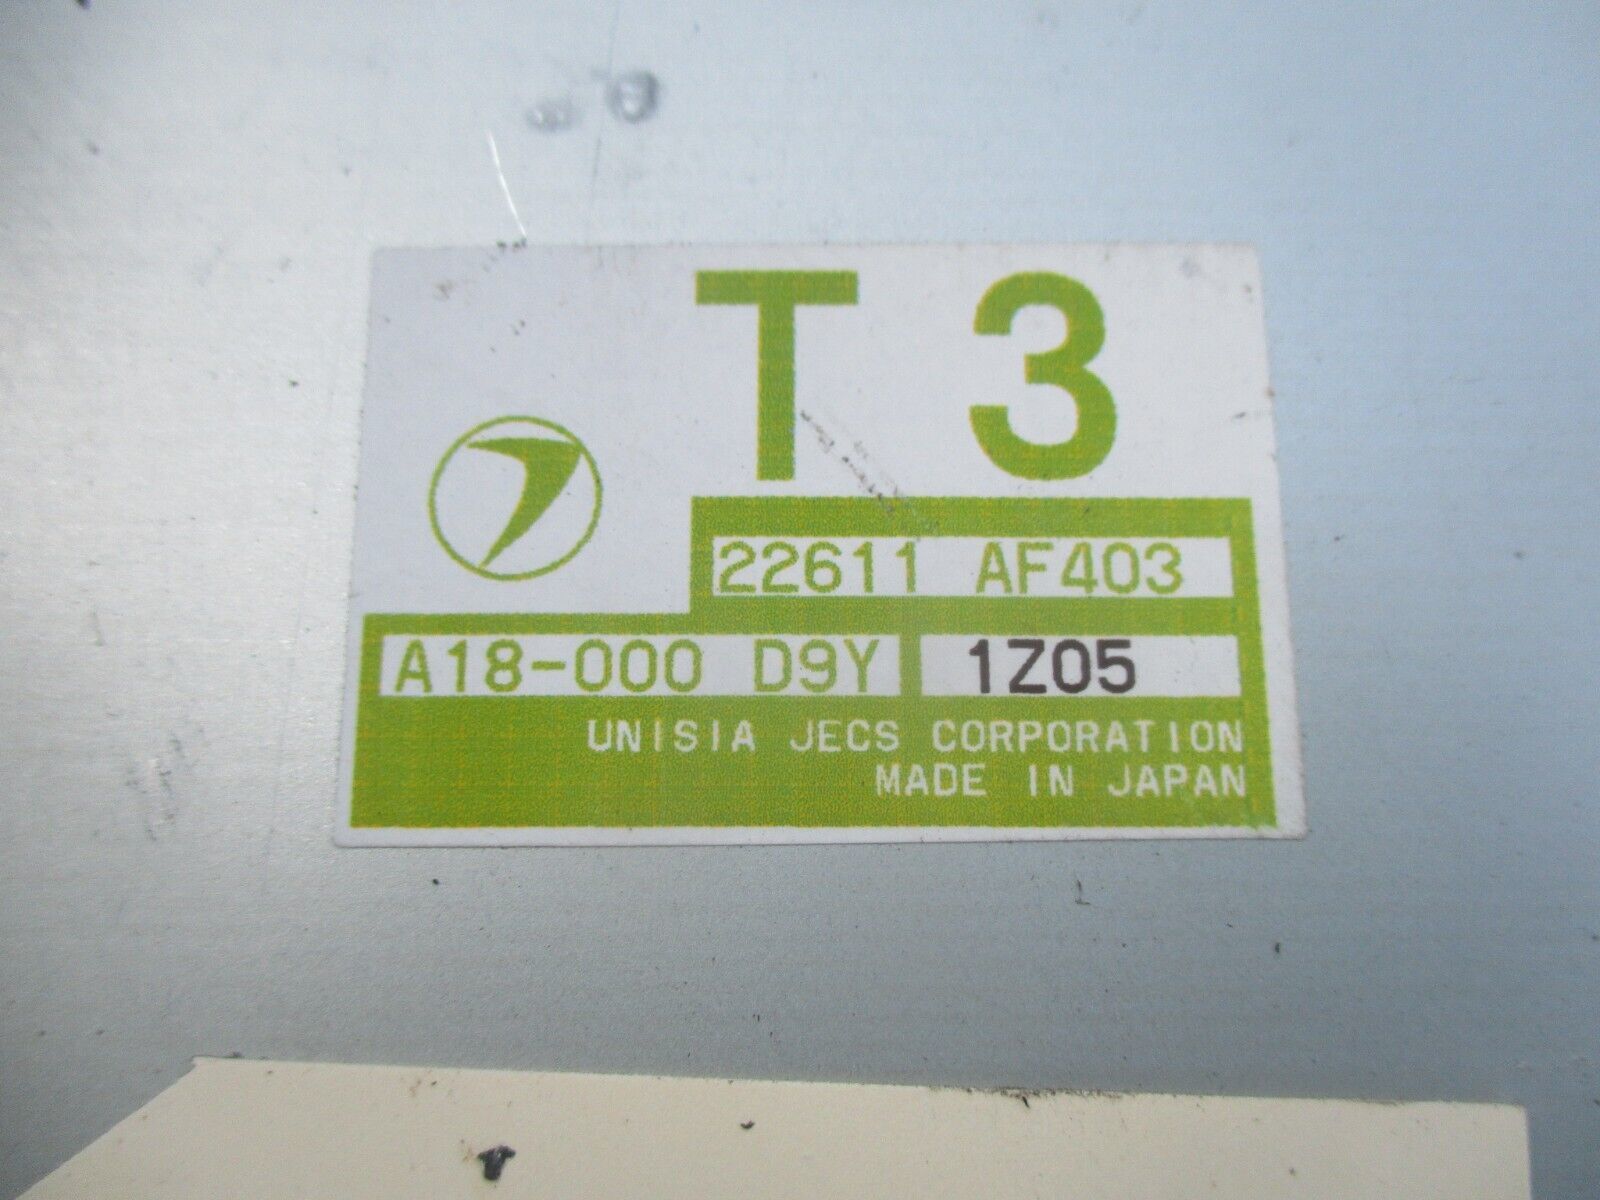 T 3
22611 AF403
A18-000 D9Y 1Z05
UNISIA JECS CORPORATION
MADE IN JAPAN